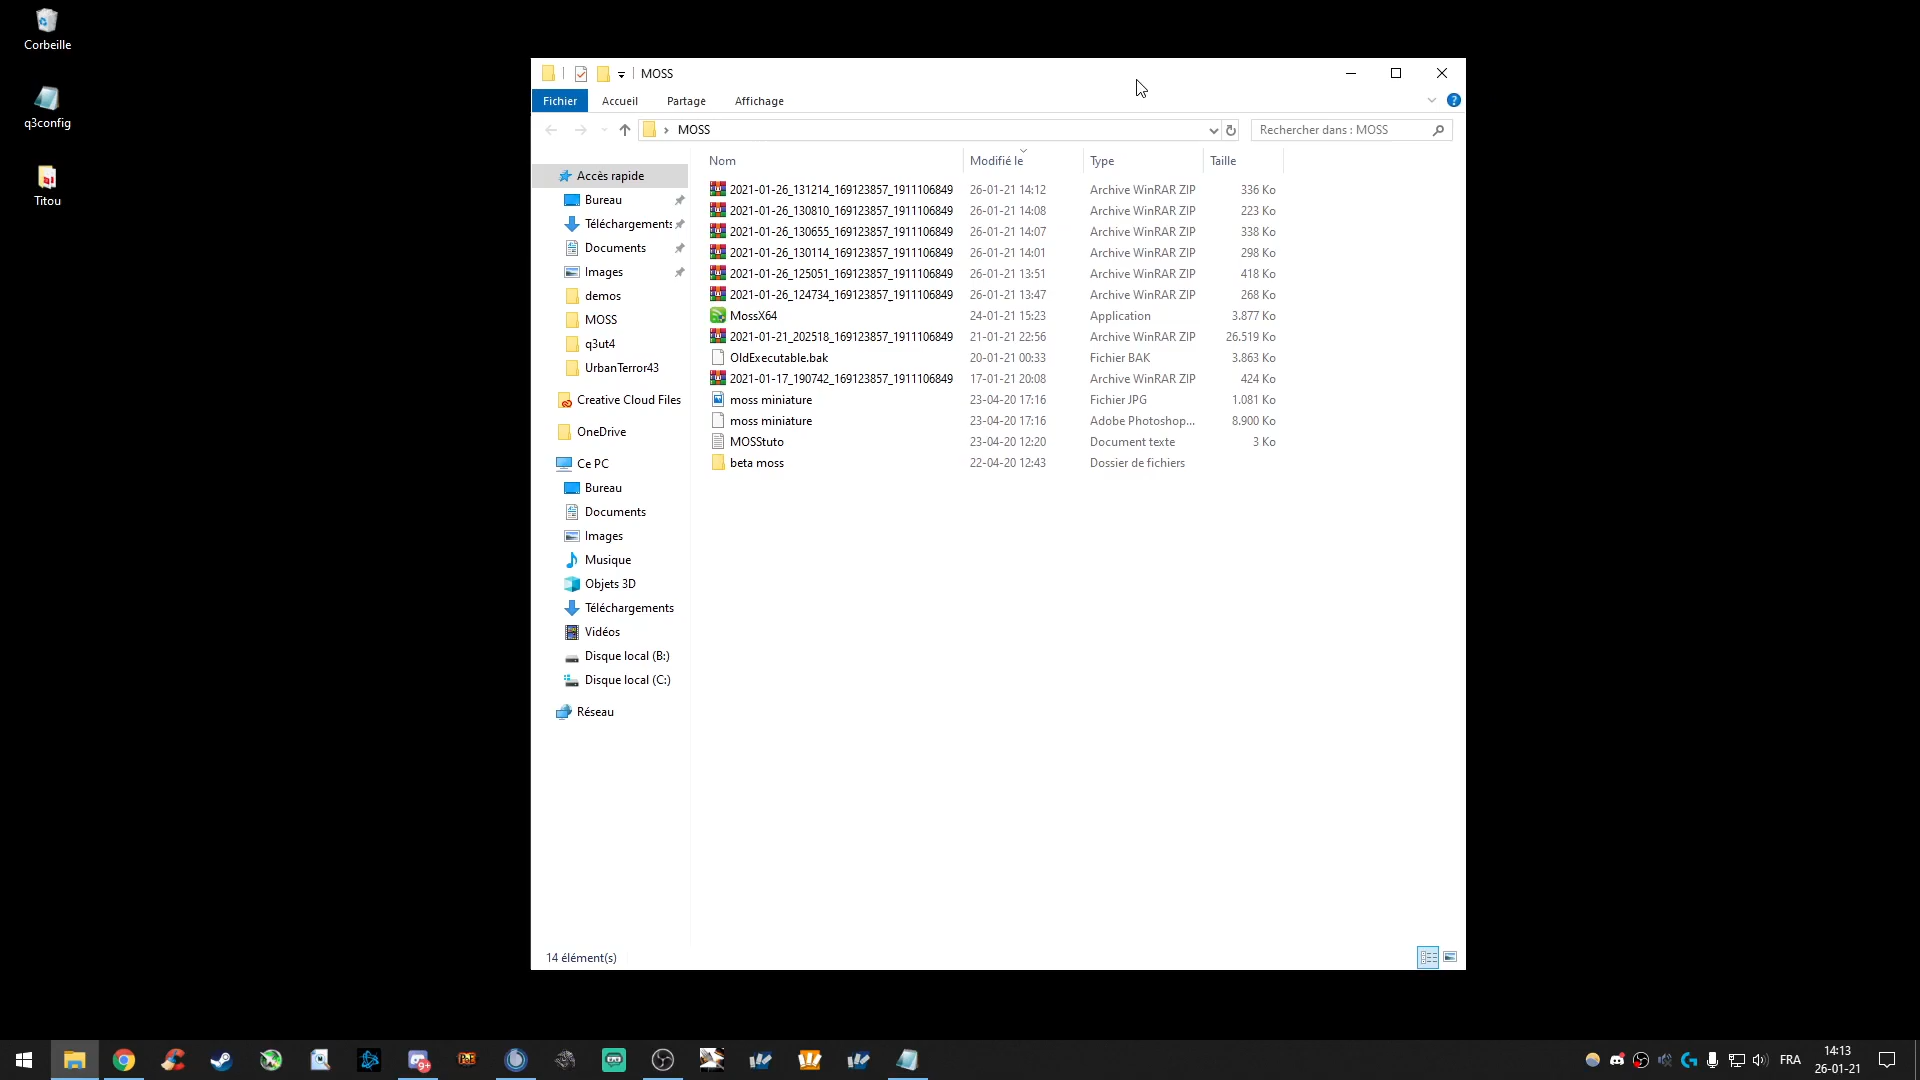 Corbeille
q3config
Titou
MOSS
Fichier Accueil Partage Affichage
MOSS
Rechercher dans : MOSS
Nom Modifié le Type Taille
2021-01-26_131214_169123857_1911106849 26-01-21 14:12 Archive WinRAR ZIP 336 Ko
2021-01-26_130810_169123857_1911106849 26-01-21 14:08 Archive WinRAR ZIP 223 Ko
2021-01-26_130655_169123857_1911106849 26-01-21 14:07 Archive WinRAR ZIP 338 Ko
2021-01-26_130114_169123857_1911106849 26-01-21 14:01 Archive WinRAR ZIP 298 Ko
2021-01-26_125051_169123857_1911106849 26-01-21 13:51 Archive WinRAR ZIP 418 Ko
2021-01-26_124734_169123857_1911106849 26-01-21 13:47 Archive WinRAR ZIP 268 Ko
MossX64 24-01-21 15:23 Application 3.877 Ko
2021-01-21_202518_169123857_1911106849 21-01-21 22:56 Archive WinRAR ZIP 26.519 Ko
OldExecutable.bak 20-01-21 00:33 Fichier BAK 3.863 Ko
2021-01-17_190742_169123857_1911106849 17-01-21 20:08 Archive WinRAR ZIP 424 Ko
moss miniature 23-04-20 17:16 Fichier JPG 1.081 Ko
moss miniature 23-04-20 17:16 Adobe Photoshop... 8.900 Ko
MOSStuto 23-04-20 12:20 Document texte 3 Ko
beta moss 22-04-20 12:43 Dossier de fichiers
Accès rapide
Bureau
Téléchargements
Documents
Images
demos
MOSS
q3ut4
UrbanTerror43
Creative Cloud Files
OneDrive
Ce PC
Bureau
Documents
Images
Musique
Objets 3D
Téléchargements
Vidéos
Disque local (B:)
Disque local (C:)
Réseau
14 élément(s)
9+
FRA
14:13
26-01-21